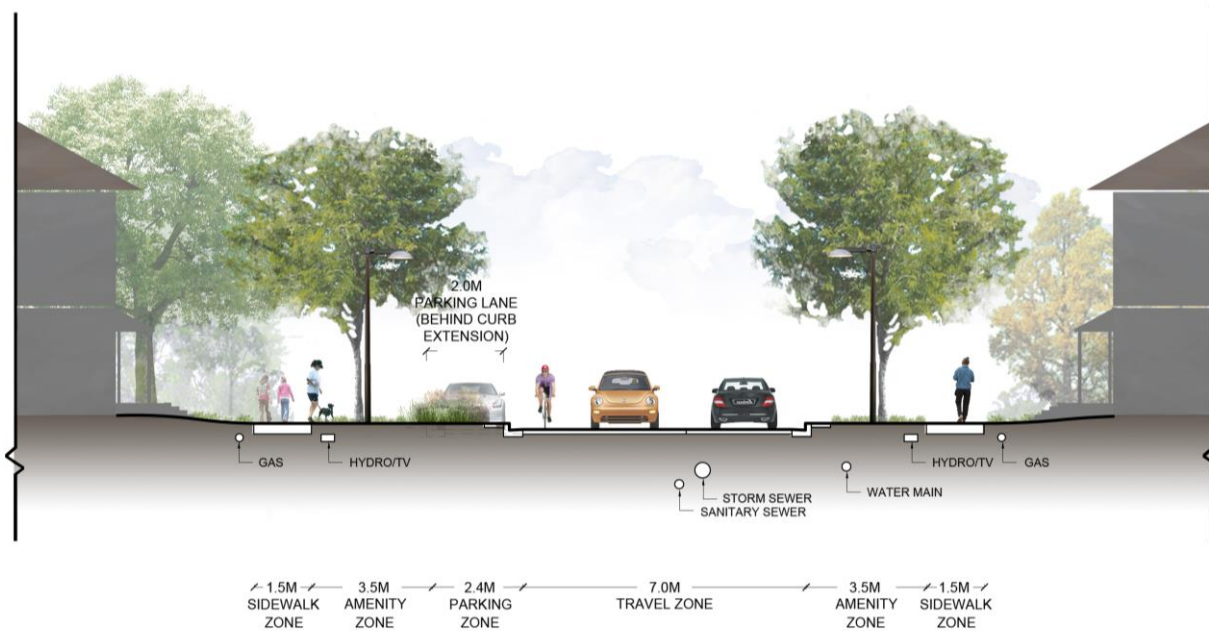 2.0M
PARKING LANE
(BEHIND CURB
EXTENSION)
GAS
HYDRO/TV
STORM SEWER
SANITARY SEWER
WATER MAIN
HYDRO/TV
GAS
1.5M
SIDEWALK
ZONE
3.5M
AMENITY
ZONE
2.4M
PARKING
ZONE
7.0M
TRAVEL ZONE
3.5M
AMENITY
ZONE
1.5M
SIDEWALK
ZONE